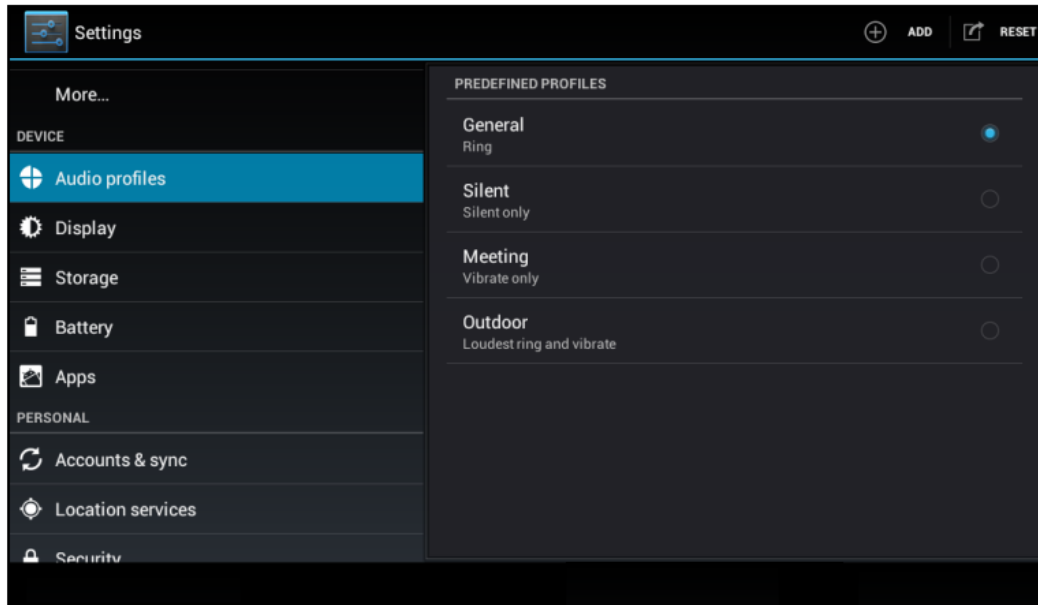 Settings
ADD
RESET
More...
DEVICE
Audio profiles
Display
Storage
Battery
Apps
PERSONAL
Accounts & sync
Location services
Security
PREDEFINED PROFILES
General
Ring
Silent
Silent only
Meeting
Vibrate only
Outdoor
Loudest ring and vibrate